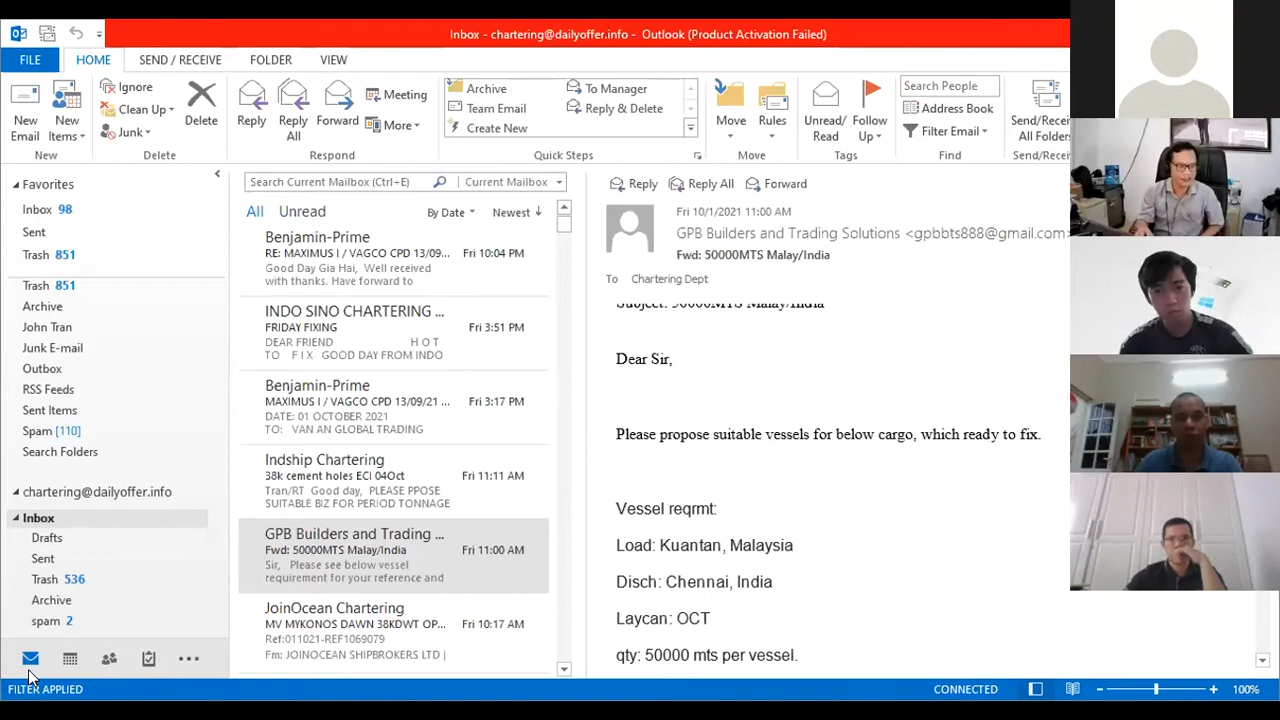 Inbox - chartering@dailyoffer.info - Outlook (Product Activation Failed)
FILE HOME SEND / RECEIVE FOLDER VIEW
New Email
New Items
New
Ignore
Clean Up
Junk
Delete
Delete
Reply
Reply All
Forward
Meeting
More
Respond
Archive
Team Email
Create New
To Manager
Reply & Delete
Quick Steps
Move
Rules
Move
Unread/ Read
Follow Up
Tags
Search People
Address Book
Filter Email
Find
Send/Rece
All Folders
Send/Recei
Favorites
Inbox 98
Sent
Trash 851
Trash 851
Archive
John Tran
Junk E-mail
Outbox
RSS Feeds
Sent Items
Spam [110]
Search Folders
chartering@dailyoffer.info
Inbox
Drafts
Sent
Trash 536
Archive
spam 2
Search Current Mailbox (Ctrl+E) Current Mailbox
All Unread By Date Newest
Benjamin-Prime
RE: MAXIMUS I / VAGCO CPD 13/09... Fri 10:04 PM
Good Day Gia Hai, Well received
with thanks. Have forward to
INDO SINO CHARTERING ...
FRIDAY FIXING Fri 3:51 PM
DEAR FRIEND H O T
TO F I X GOOD DAY FROM INDO
Benjamin-Prime
MAXIMUS I / VAGCO CPD 13/09/21 ... Fri 3:17 PM
DATE: 01 OCTOBER 2021
TO: VAN AN GLOBAL TRADING
Indship Chartering
38k cement holes ECI 04Oct Fri 11:11 AM
Tran/RT Good day, PLEASE PPOSE
SUITABLE BIZ FOR PERIOD TONNAGE
GPB Builders and Trading ...
Fwd: 50000MTS Malay/India Fri 11:00 AM
Sir, Please see below vessel
requirement for your reference and
JoinOcean Chartering
MV MYKONOS DAWN 38KDWT OP... Fri 10:17 AM
Ref:011021-REF1069079
Fm: JOINOCEAN SHIPBROKERS LTD |
Reply Reply All Forward
Fri 10/1/2021 11:00 AM
GPB Builders and Trading Solutions <gpbbts888@gmail.com
Fwd: 50000MTS Malay/India
To Chartering Dept
Subject: 50000MTS Malay/India
Dear Sir,
Please propose suitable vessels for below cargo, which ready to fix.
Vessel reqrmt:
Load: Kuantan, Malaysia
Disch: Chennai, India
Laycan: OCT
qty: 50000 mts per vessel.
FILTER APPLIED
CONNECTED
100%